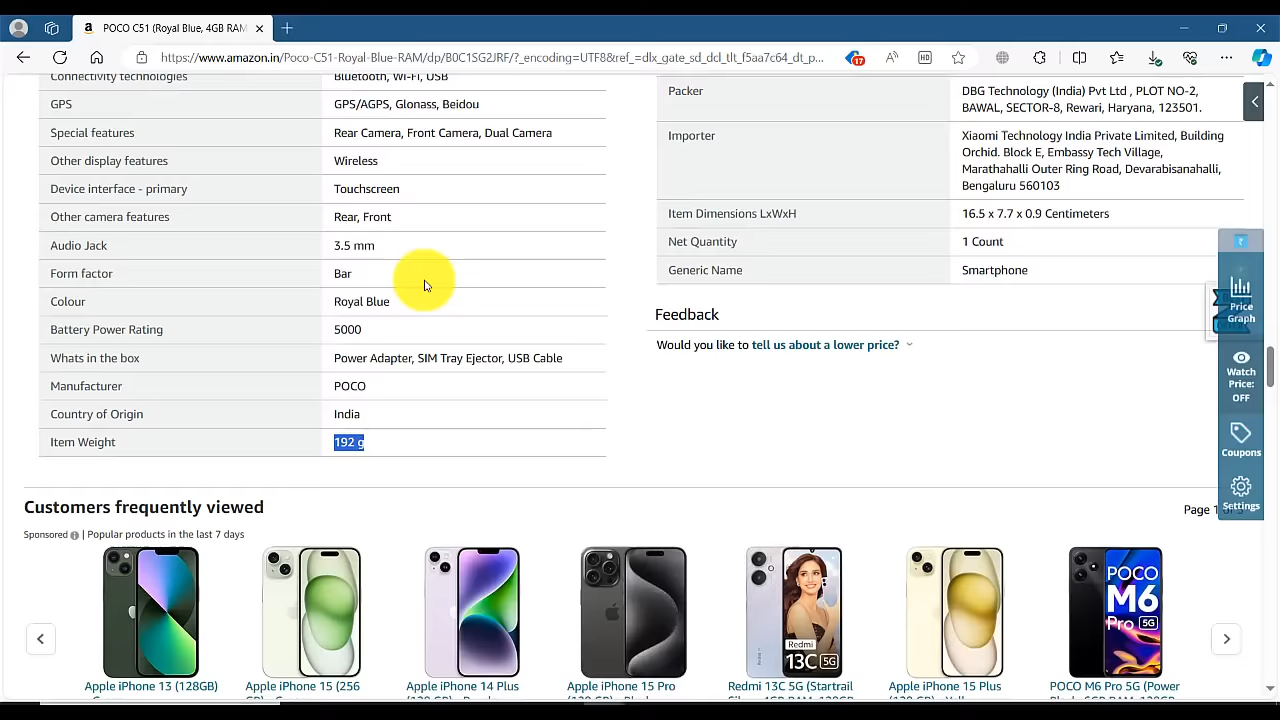 POCO C51 (Royal Blue, 4GB RAM
https://www.amazon.in/Poco-C51-Royal-Blue-RAM/dp/B0C1SG2JRF/?_encoding=UTF8&ref_=dlx_gate_sd_dcl_tlt_f5aa7c64_dt_p...
17
Connectivity technologies Bluetooth, Wi-Fi, USB
GPS GPS/AGPS, Glonass, Beidou
Special features Rear Camera, Front Camera, Dual Camera
Other display features Wireless
Device interface - primary Touchscreen
Other camera features Rear, Front
Audio Jack 3.5 mm
Form factor Bar
Colour Royal Blue
Battery Power Rating 5000
Whats in the box Power Adapter, SIM Tray Ejector, USB Cable
Manufacturer POCO
Country of Origin India
Item Weight 192 g
Packer DBG Technology (India) Pvt Ltd , PLOT NO-2,
BAWAL, SECTOR-8, Rewari, Haryana, 123501.
Importer Xiaomi Technology India Private Limited, Building
Orchid. Block E, Embassy Tech Village,
Marathahalli Outer Ring Road, Devarabisanahalli,
Bengaluru 560103
Item Dimensions LxWxH 16.5 x 7.7 x 0.9 Centimeters
Net Quantity 1 Count
Generic Name Smartphone
Feedback
Would you like to tell us about a lower price?
Price
Graph
Watch
Price:
OFF
Coupons
Settings
Customers frequently viewed
Page 1
Sponsored | Popular products in the last 7 days
Redmi
13C 5G
POCO
M6
Pro 5G
Apple iPhone 13 (128GB)
Apple iPhone 15 (256
Apple iPhone 14 Plus
Apple iPhone 15 Pro
Redmi 13C 5G (Startrail
Apple iPhone 15 Plus
POCO M6 Pro 5G (Power